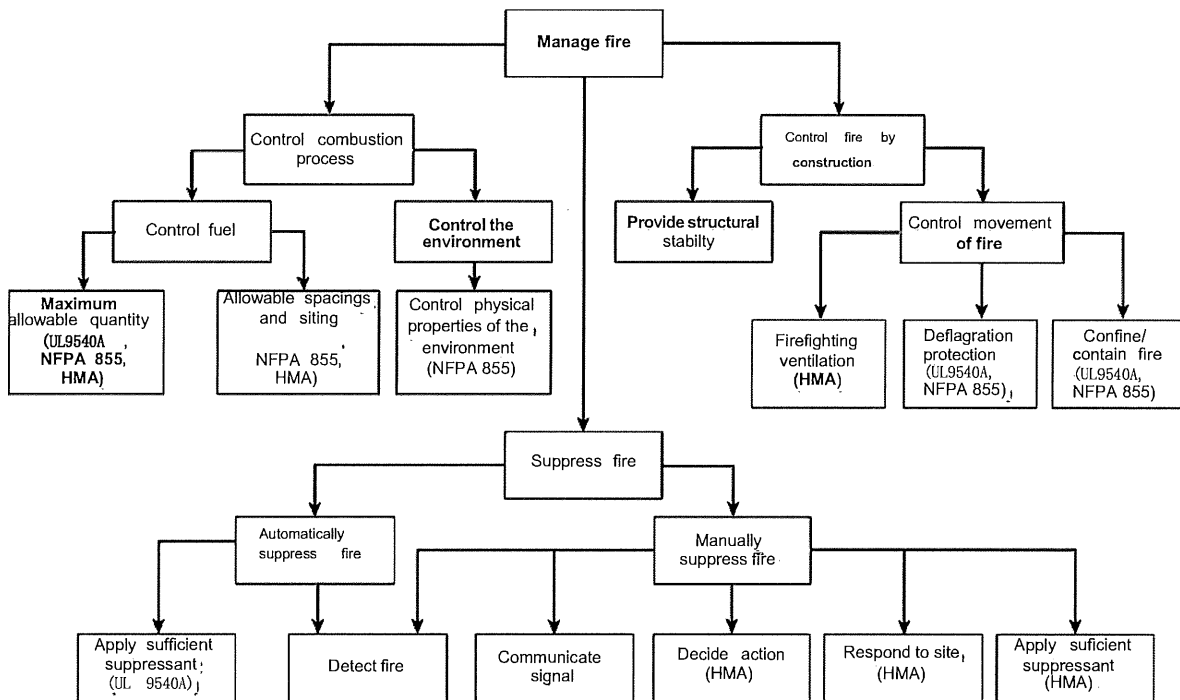 Manage fire
Control combustion
process
Control fire by
construction
Control fuel
Control the
environment
Provide structural
stabilty
Control movement
of fire
Maximum
allowable quantity
(UL9540A ,
NFPA 855,
HMA)
Allowable spacings
and siting
NFPA 855,
HMA)
Control physical
properties of the
environment
(NFPA 855)
Firefighting
ventilation
(HMA)
Deflagration
protection
(UL9540A,
NFPA 855)
Confine/
contain fire
(UL9540A,
NFPA 855)
Suppress fire
Automatically
suppress fire
Manually
suppress fire
Apply sufficient
suppressant
(UL 9540A)
Detect fire
Communicate
signal
Decide action
(HMA)
Respond to site
(HMA)
Apply suficient
suppressant
(HMA)